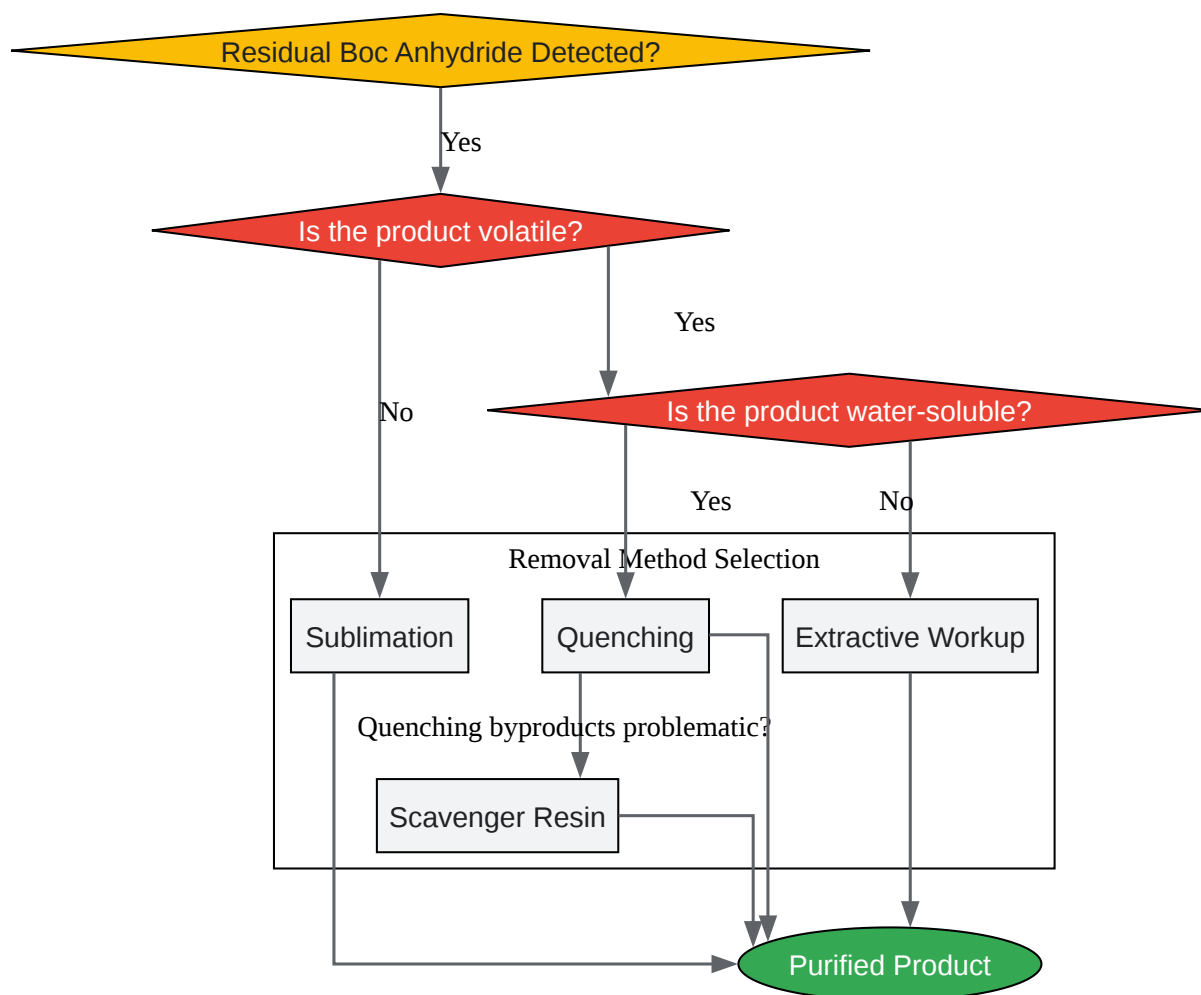 Residual Boc Anhydride Detected?
Yes
Is the product volatile?
Yes
No
Is the product water-soluble?
Yes
No
Removal Method Selection
Sublimation
Quenching
Extractive Workup
Quenching byproducts problematic?
Scavenger Resin
Purified Product